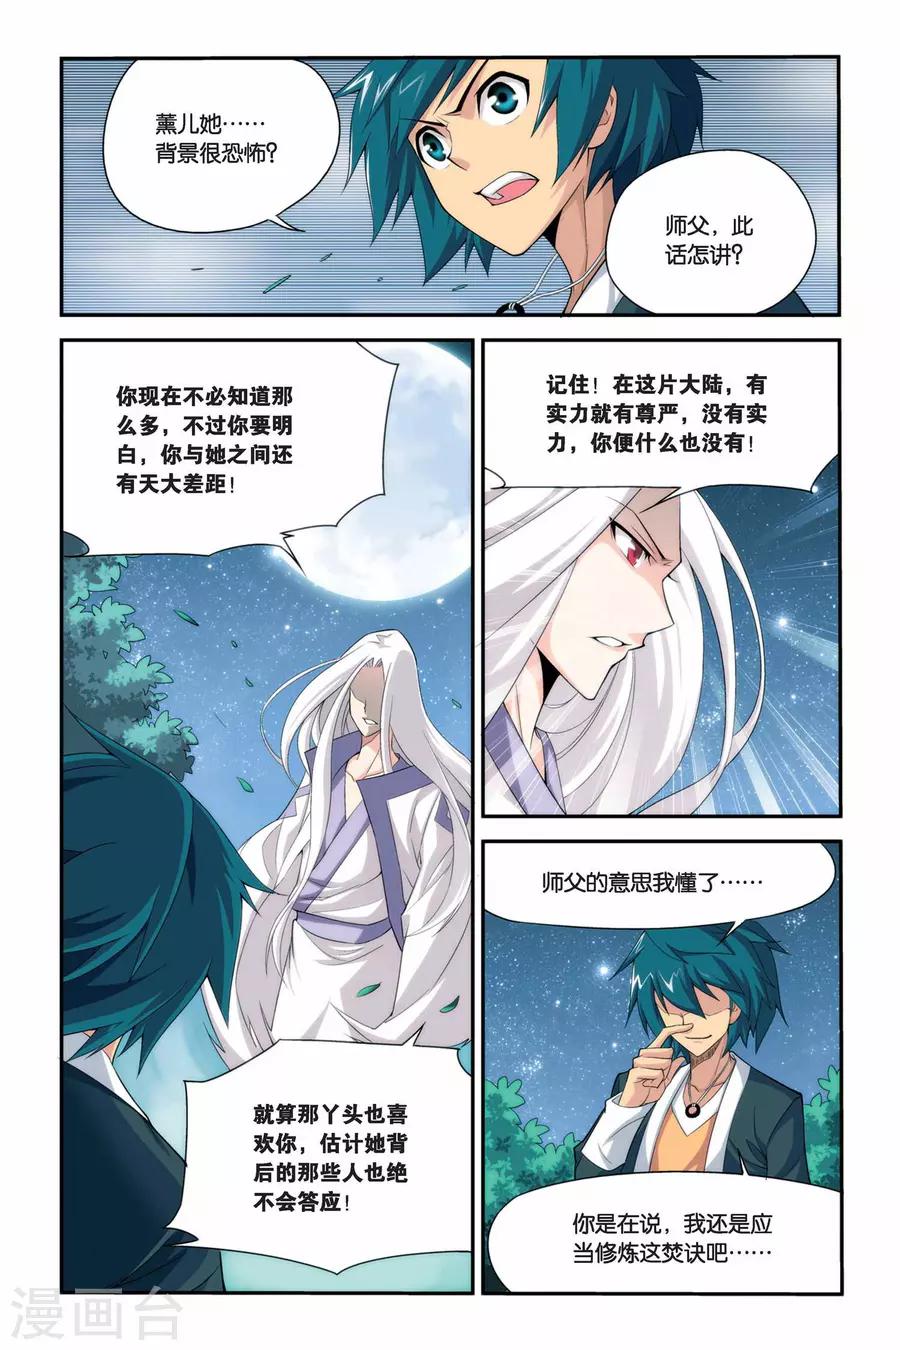 薰儿她……
背景很恐怖？
师父，此
话怎讲？
你现在不必知道那
么多，不过你要明
白，你与她之间还
有天大差距！
就算那丫头也喜
欢你，估计她背
后的那些人也绝
不会答应！
记住！在这片大陆，有
实力就有尊严，没有实
力，你便什么也没有！
师父的意思我懂了……
你是在说，我还是应
当修炼这焚诀吧……
漫画台